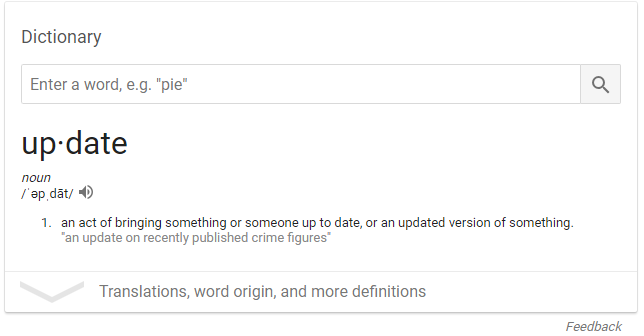 Dictionary
Enter a word, e.g. "pie"
up·date
noun
/ˈəpˌdāt/
1. an act of bringing something or someone up to date, or an updated version of something.
"an update on recently published crime figures"
Translations, word origin, and more definitions
Feedback